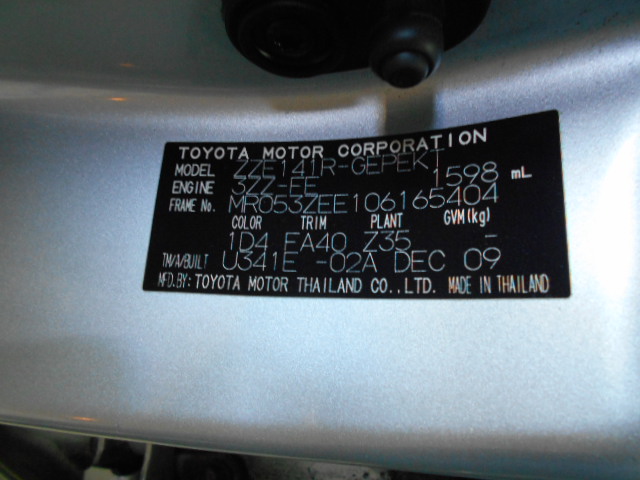 TOYOTA MOTOR CORPORATION
MODEL ZZE141R-GEPEKT
ENGINE 3ZZ-FE 1598 mL
FRAME No. MR053ZEE106165404
COLOR TRIM PLANT GVM(kg)
1D4 FA40 Z35 -
TM/A/BUILT U341E -02A DEC 09
MFD.BY: TOYOTA MOTOR THAILAND CO.,LTD. MADE IN THAILAND